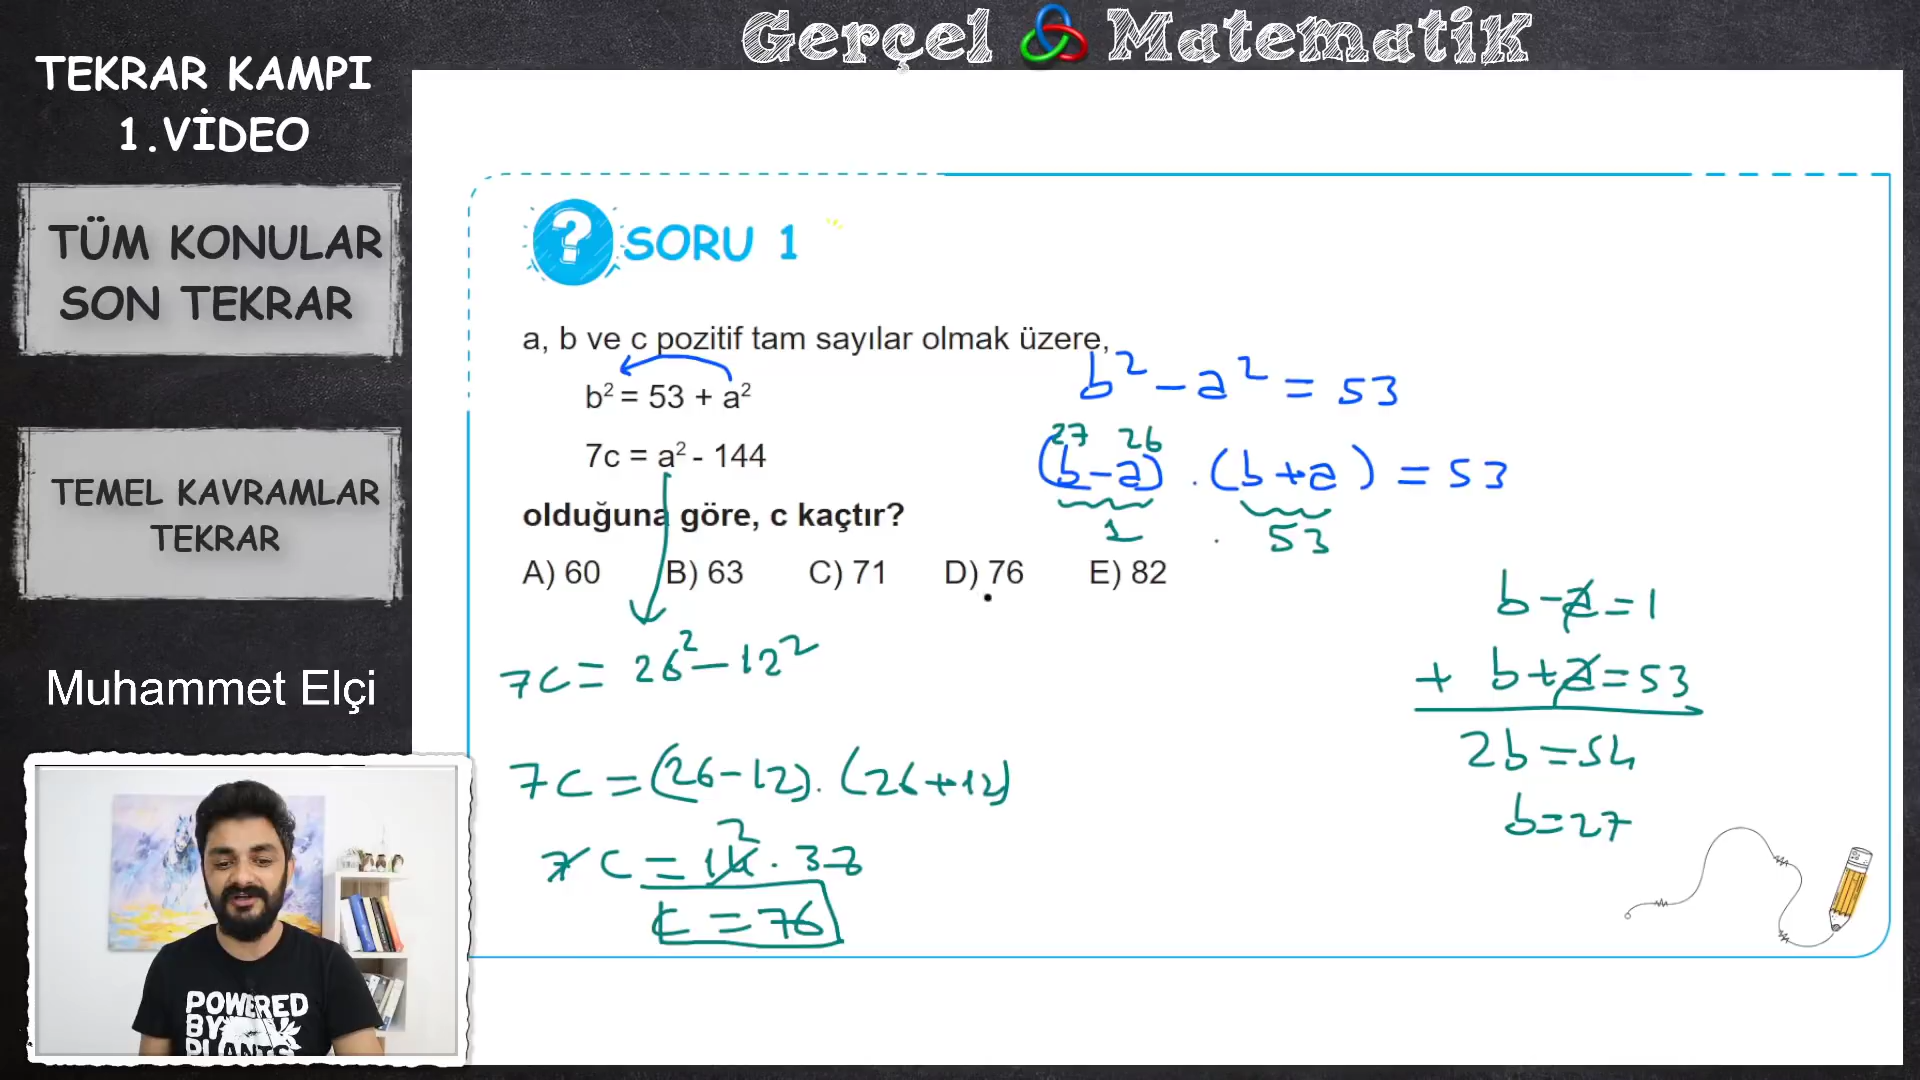 Gerçel Matematik
TEKRAR KAMPI
1.VİDEO
TÜM KONULAR
SON TEKRAR
TEMEL KAVRAMLAR
TEKRAR
Muhammet Elçi
POWERED
BY
PLANTS
? SORU 1
a, b ve c pozitif tam sayılar olmak üzere,
b² = 53 + a²
7c = a² - 144
olduğuna göre, c kaçtır?
A) 60 B) 63 C) 71 D) 76 E) 82
b² - a² = 53
27 26
(b-a) . (b+a) = 53
1 . 53
b-a=1
+ b+a=53
2b=54
b=27
7c = 26² - 12²
7c = (26-12).(26+12)
2
7c = 14.38
c = 76